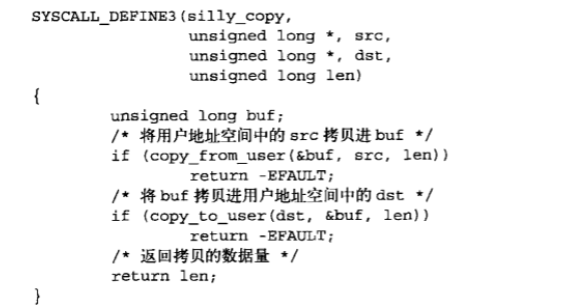 SYSCALL_DEFINE3(silly_copy,
unsigned long *, src,
unsigned long *, dst,
unsigned long len)
{
unsigned long buf;
/* 将用户地址空间中的 src 拷贝进 buf */
if (copy_from_user(&buf, src, len))
return -EFAULT;
/* 将 buf 拷贝进用户地址空间中的 dst */
if (copy_to_user(dst, &buf, len))
return -EFAULT;
/* 返回拷贝的数据量 */
return len;
}